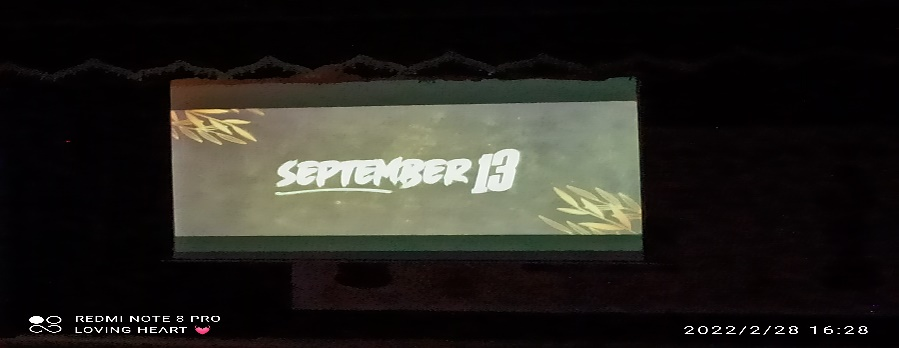 SEPTEMBER 13
REDMI NOTE 8 PRO
LOVING HEART 💓
2022/2/28 16:28